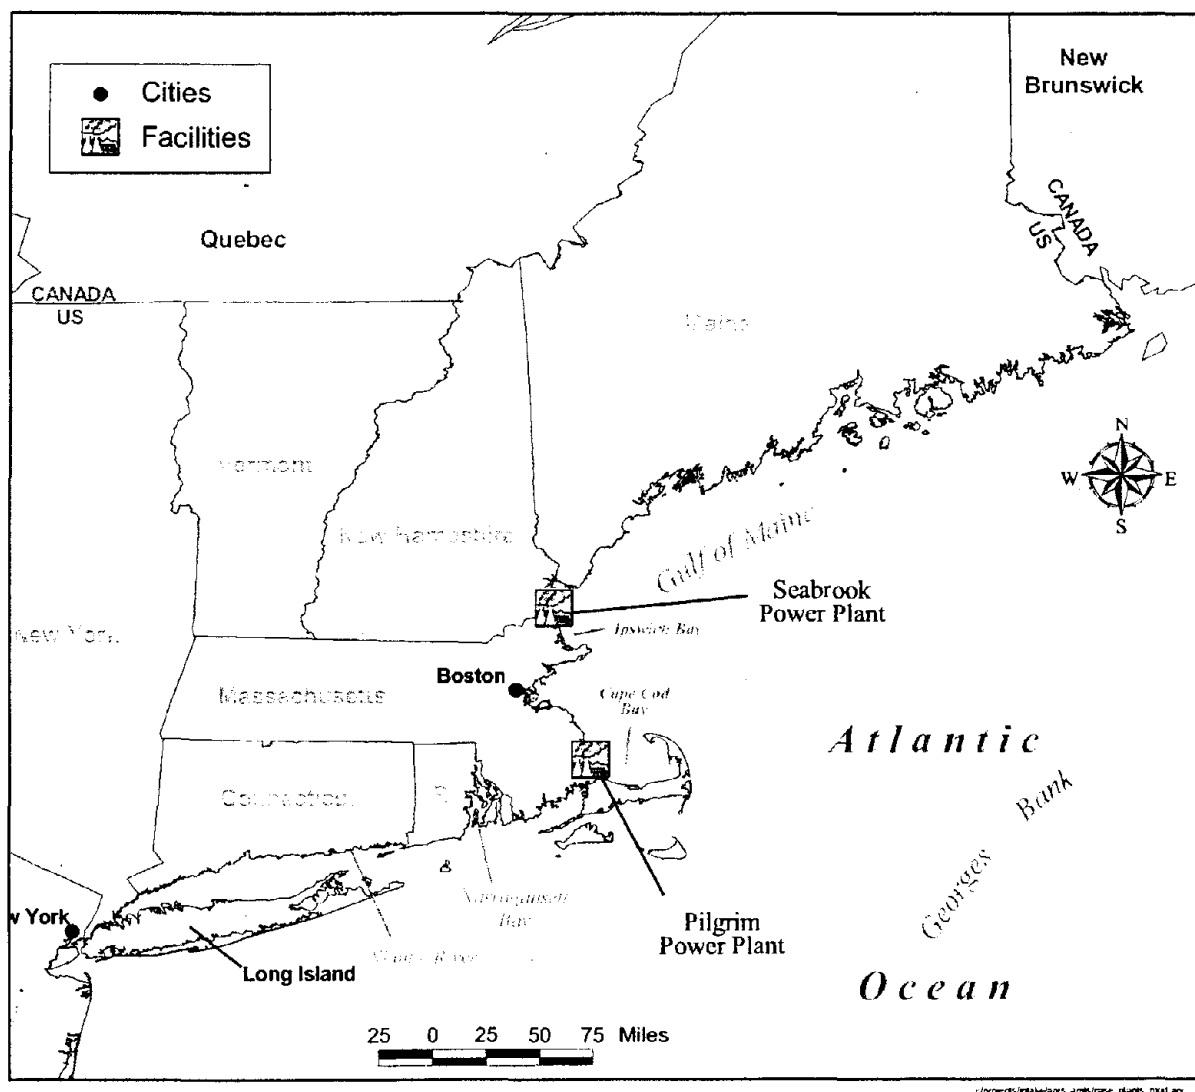 New
Brunswick
Cities
Facilities
CANADA
US
Quebec
CANADA
US
Maine
Vermont
N
W
E
S
New Hampshire
Gulf of Maine
Seabrook
Power Plant
New York
Ipswich Bay
Boston
Massachusetts
Cape Cod
Bay
Atlantic
Bank
Georges
Narragansett
Bay
w York
Pilgrim
Power Plant
Long Island
Ocean
25 0 25 50 75 Miles